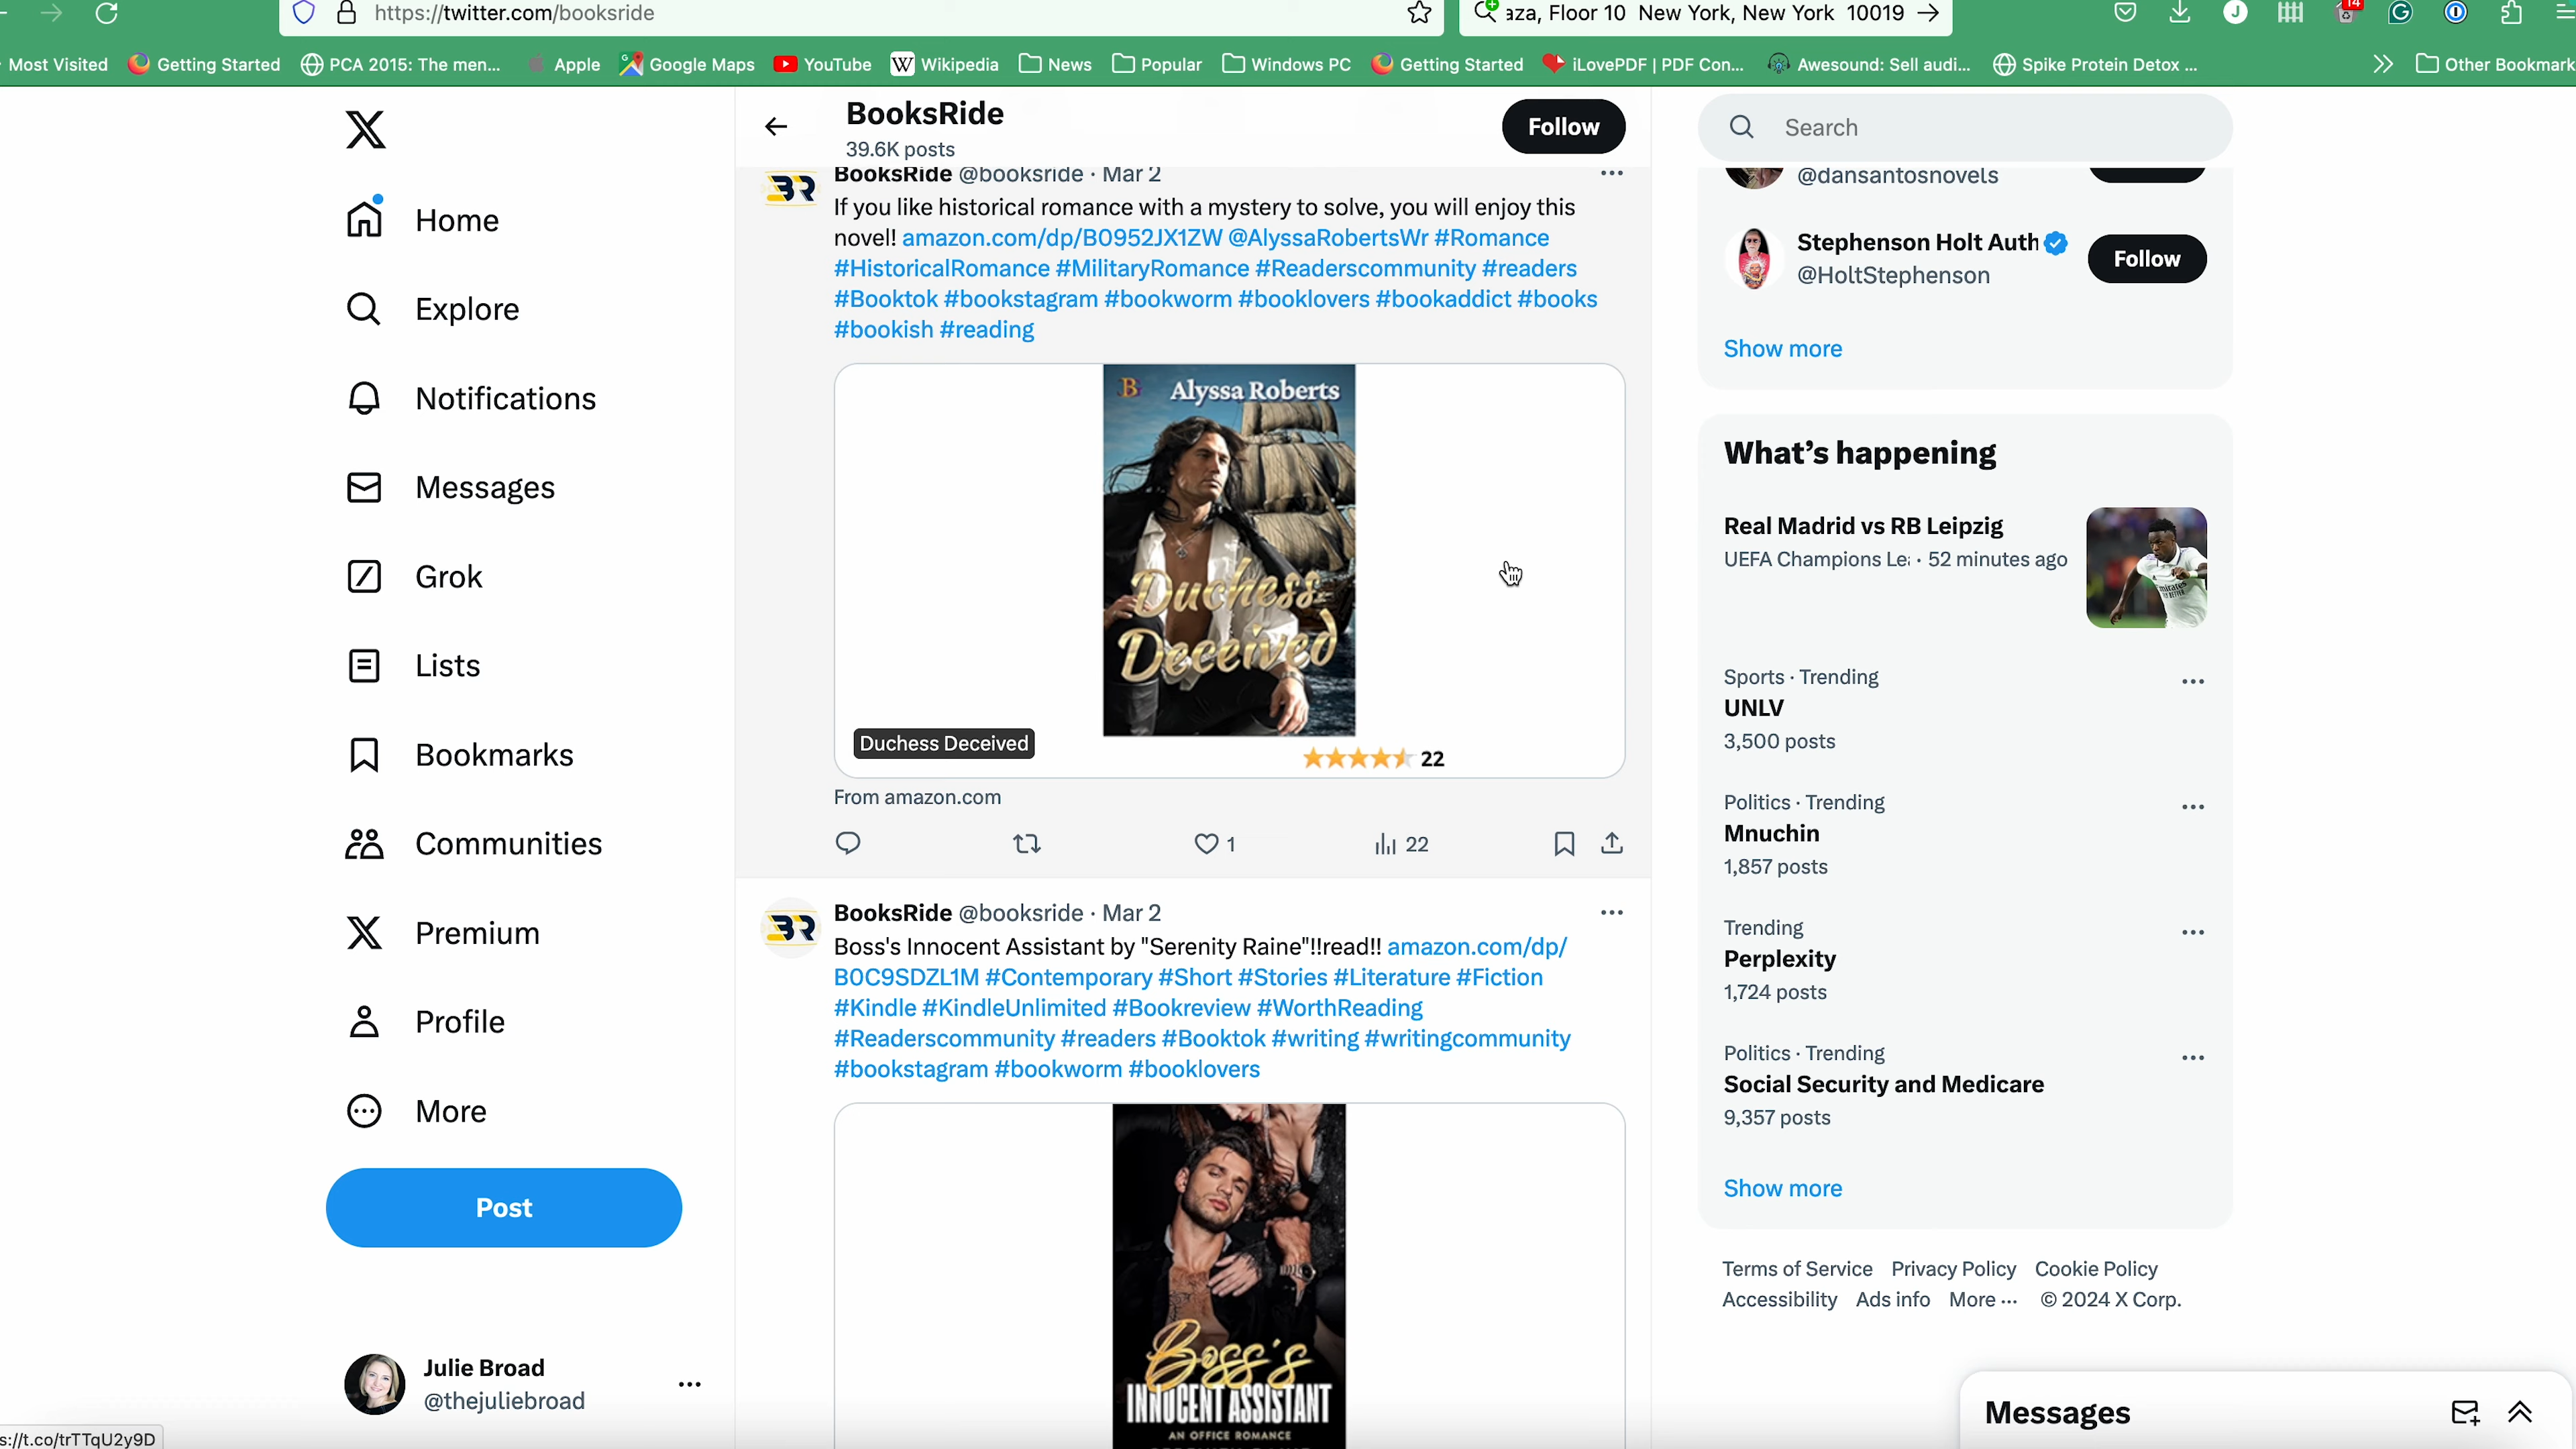 https://twitter.com/booksride
aza, Floor 10 New York, New York 10019
14
J
Most Visited
Getting Started
PCA 2015: The men...
Apple
Google Maps
YouTube
W Wikipedia
News
Popular
Windows PC
Getting Started
iLovePDF | PDF Con...
Awesound: Sell audi...
Spike Protein Detox ...
Other Bookmark
Home
Explore
Notifications
Messages
Grok
Lists
Bookmarks
Communities
Premium
Profile
More
Post
Julie Broad
@thejuliebroad
s://t.co/trTTqU2y9D
BooksRide
39.6K posts
Follow
BR
BooksRide @booksride · Mar 2
If you like historical romance with a mystery to solve, you will enjoy this
novel! amazon.com/dp/B0952JX1ZW @AlyssaRobertsWr #Romance
#HistoricalRomance #MilitaryRomance #Readerscommunity #readers
#Booktok #bookstagram #bookworm #booklovers #bookaddict #books
#bookish #reading
B Alyssa Roberts
Duchess
Deceived
Duchess Deceived
22
From amazon.com
1
22
BR
BooksRide @booksride · Mar 2
Boss's Innocent Assistant by "Serenity Raine"!!read!! amazon.com/dp/
B0C9SDZL1M #Contemporary #Short #Stories #Literature #Fiction
#Kindle #KindleUnlimited #Bookreview #WorthReading
#Readerscommunity #readers #Booktok #writing #writingcommunity
#bookstagram #bookworm #booklovers
Boss's
INNOCENT ASSISTANT
AN OFFICE ROMANCE
Search
@dansantosnovels
Stephenson Holt Auth
@HoltStephenson
Follow
Show more
What's happening
Real Madrid vs RB Leipzig
UEFA Champions Le · 52 minutes ago
Sports · Trending
UNLV
3,500 posts
Politics · Trending
Mnuchin
1,857 posts
Trending
Perplexity
1,724 posts
Politics · Trending
Social Security and Medicare
9,357 posts
Show more
Terms of Service Privacy Policy Cookie Policy
Accessibility Ads info More ··· © 2024 X Corp.
Messages